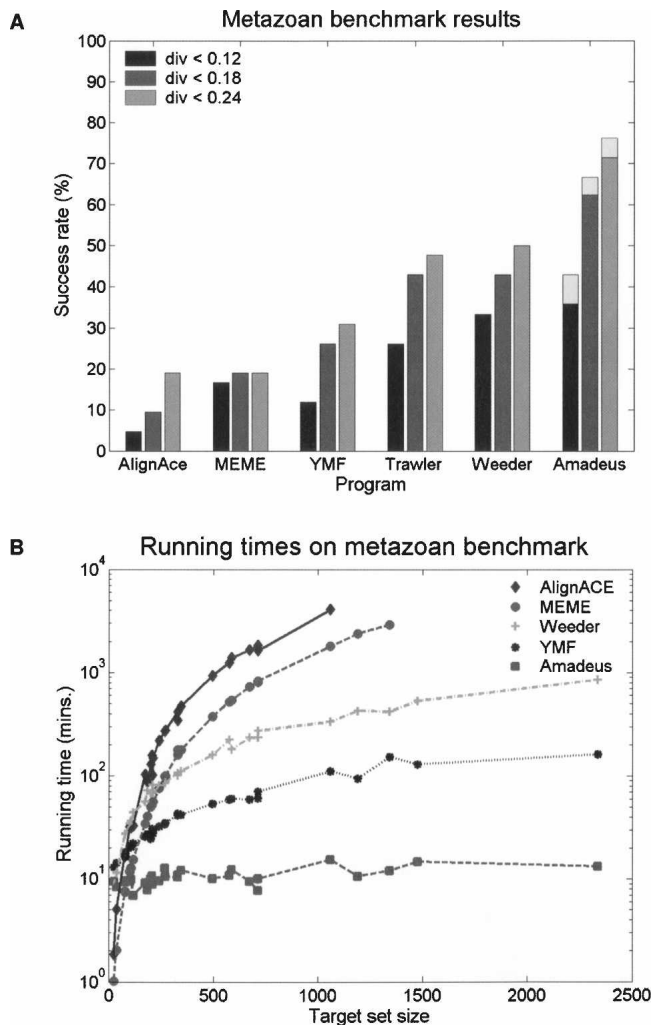 A
Metazoan benchmark results
100
90
80
70
60
50
40
30
20
10
0
Success rate (%)
div < 0.12
div < 0.18
div < 0.24
AlignAce MEME YMF Trawler Weeder Amadeus
Program
B
Running times on metazoan benchmark
10^4
10^3
10^2
10^1
10^0
Running time (mins.)
AlignACE
MEME
Weeder
YMF
Amadeus
0 500 1000 1500 2000 2500
Target set size